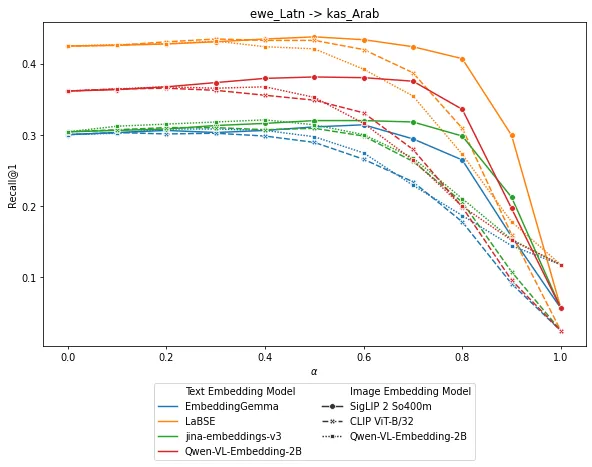 ewe_Latn -> kas_Arab
Recall@1
0.4
0.3
0.2
0.1
0.0 0.2 0.4 0.6 0.8 1.0
α
Text Embedding Model
EmbeddingGemma
LaBSE
jina-embeddings-v3
Qwen-VL-Embedding-2B
Image Embedding Model
SigLIP 2 So400m
CLIP ViT-B/32
Qwen-VL-Embedding-2B